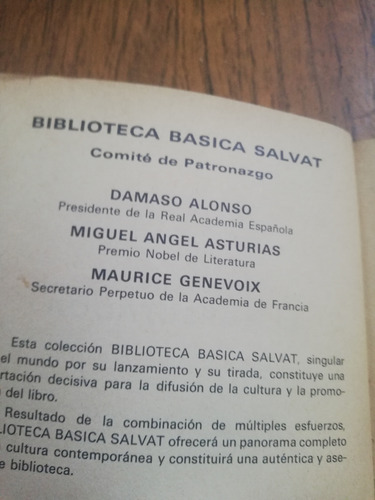 BIBLIOTECA BASICA SALVAT
Comité de Patronazgo
DAMASO ALONSO
Presidente de la Real Academia Española
MIGUEL ANGEL ASTURIAS
Premio Nobel de Literatura
MAURICE GENEVOIX
Secretario Perpetuo de la Academia de Francia
Esta colección BIBLIOTECA BASICA SALVAT, singular
el mundo por su lanzamiento y su tirada, constituye una
rtación decisiva para la difusión de la cultura y la promo-
del libro.
Resultado de la combinación de múltiples esfuerzos,
LIOTECA BASICA SALVAT ofrecerá un panorama completo
cultura contemporánea y constituirá una auténtica y ase-
e biblioteca.